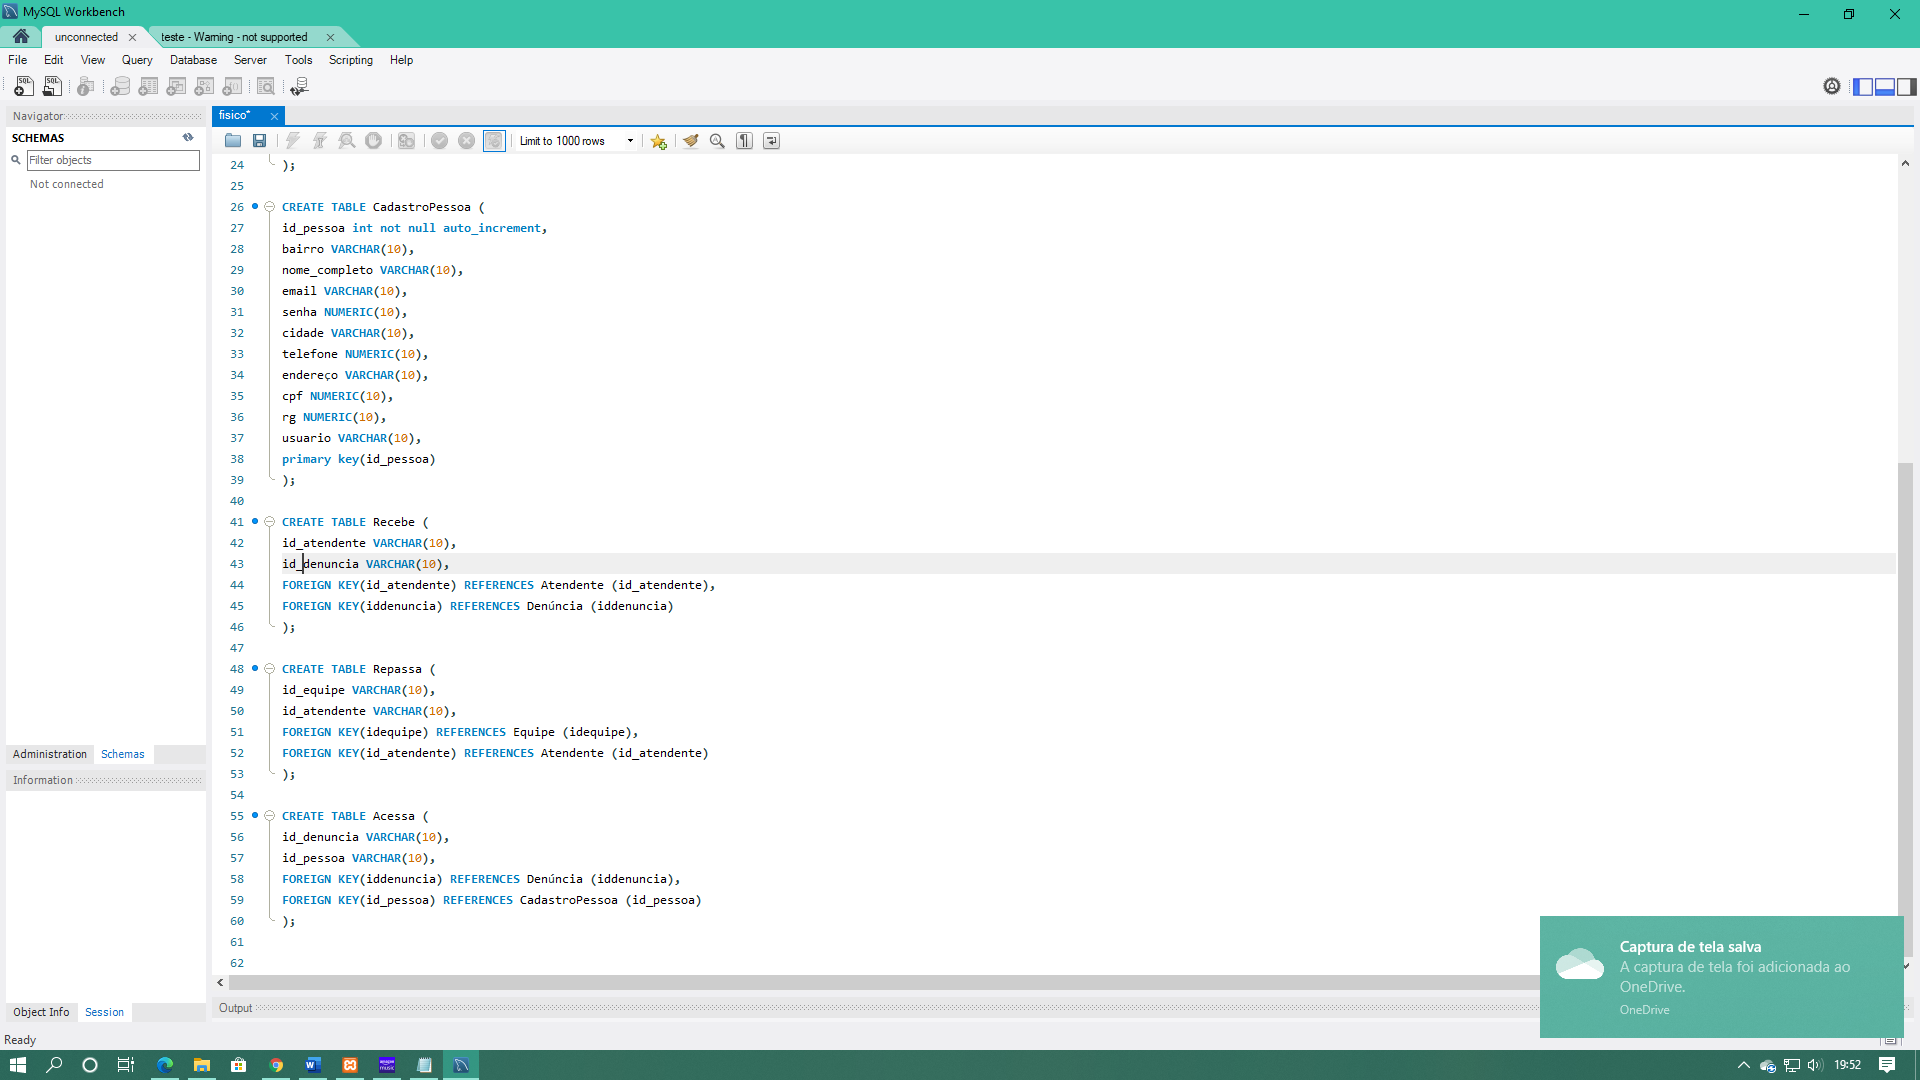 MySQL Workbench
unconnected
teste - Warning - not supported
File Edit View Query Database Server Tools Scripting Help
Navigator
SCHEMAS
Filter objects
Not connected
Administration Schemas
Information
Object Info Session
Ready
fisico*
Limit to 1000 rows
24 );
25
26 CREATE TABLE CadastroPessoa (
27 id_pessoa int not null auto_increment,
28 bairro VARCHAR(10),
29 nome_completo VARCHAR(10),
30 email VARCHAR(10),
31 senha NUMERIC(10),
32 cidade VARCHAR(10),
33 telefone NUMERIC(10),
34 endereço VARCHAR(10),
35 cpf NUMERIC(10),
36 rg NUMERIC(10),
37 usuario VARCHAR(10),
38 primary key(id_pessoa)
39 );
40
41 CREATE TABLE Recebe (
42 id_atendente VARCHAR(10),
43 id_denuncia VARCHAR(10),
44 FOREIGN KEY(id_atendente) REFERENCES Atendente (id_atendente),
45 FOREIGN KEY(iddenuncia) REFERENCES Denúncia (iddenuncia)
46 );
47
48 CREATE TABLE Repassa (
49 id_equipe VARCHAR(10),
50 id_atendente VARCHAR(10),
51 FOREIGN KEY(idequipe) REFERENCES Equipe (idequipe),
52 FOREIGN KEY(id_atendente) REFERENCES Atendente (id_atendente)
53 );
54
55 CREATE TABLE Acessa (
56 id_denuncia VARCHAR(10),
57 id_pessoa VARCHAR(10),
58 FOREIGN KEY(iddenuncia) REFERENCES Denúncia (iddenuncia),
59 FOREIGN KEY(id_pessoa) REFERENCES CadastroPessoa (id_pessoa)
60 );
61
62
Output
Captura de tela salva
A captura de tela foi adicionada ao
OneDrive.
OneDrive
19:52